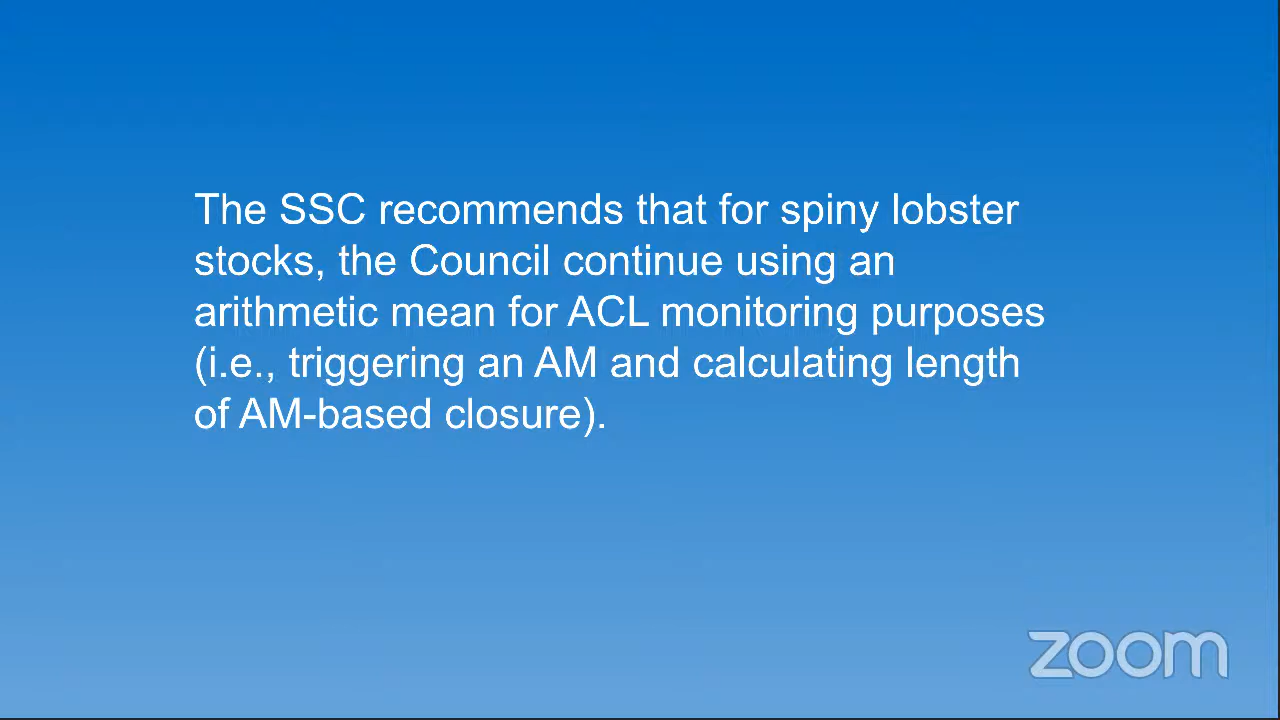 The SSC recommends that for spiny lobster
stocks, the Council continue using an
arithmetic mean for ACL monitoring purposes
(i.e., triggering an AM and calculating length
of AM-based closure).
zoom